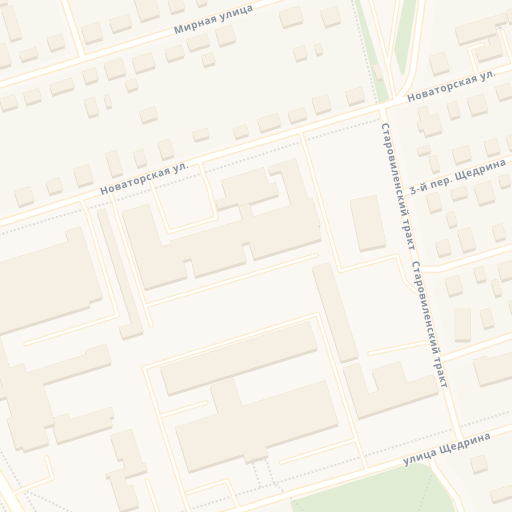 Мирная улица
Новаторская ул.
Старовиленский тракт
3-й пер. Щедрина
Новаторская ул.
Старовиленский тракт
улица Щедрина